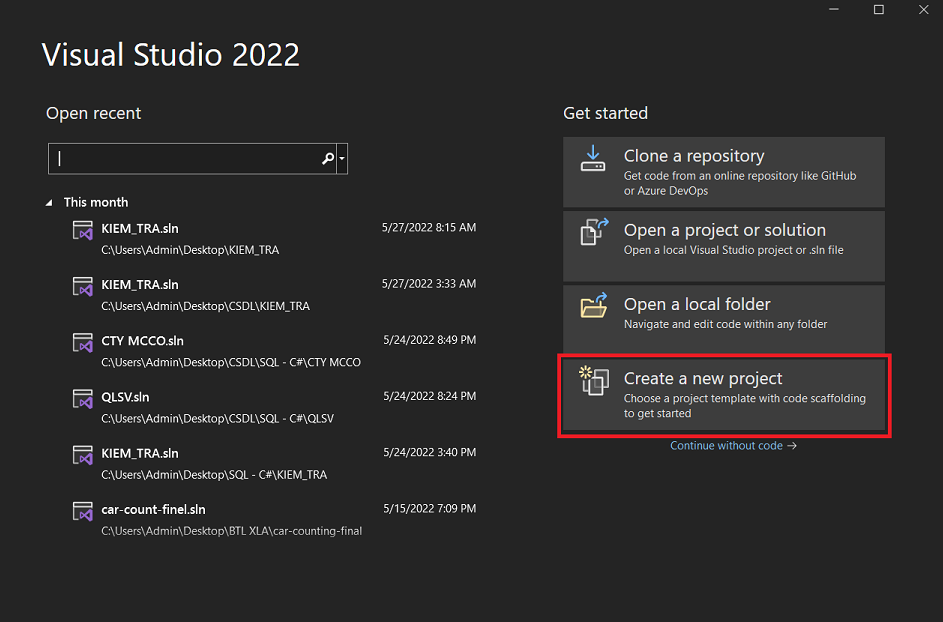 Visual Studio 2022
Open recent
This month
KIEM_TRA.sln 5/27/2022 8:15 AM
C:\Users\Admin\Desktop\KIEM_TRA
KIEM_TRA.sln 5/27/2022 3:33 AM
C:\Users\Admin\Desktop\CSDL\KIEM_TRA
CTY MCCO.sln 5/24/2022 8:49 PM
C:\Users\Admin\Desktop\CSDL\SQL - C#\CTY MCCO
QLSV.sln 5/24/2022 8:24 PM
C:\Users\Admin\Desktop\CSDL\SQL - C#\QLSV
KIEM_TRA.sln 5/24/2022 3:40 PM
C:\Users\Admin\Desktop\SQL - C#\KIEM_TRA
car-count-finel.sln 5/15/2022 7:09 PM
C:\Users\Admin\Desktop\BTL XLA\car-counting-final
Get started
Clone a repository
Get code from an online repository like GitHub
or Azure DevOps
Open a project or solution
Open a local Visual Studio project or .sln file
Open a local folder
Navigate and edit code within any folder
Create a new project
Choose a project template with code scaffolding
to get started
Continue without code →